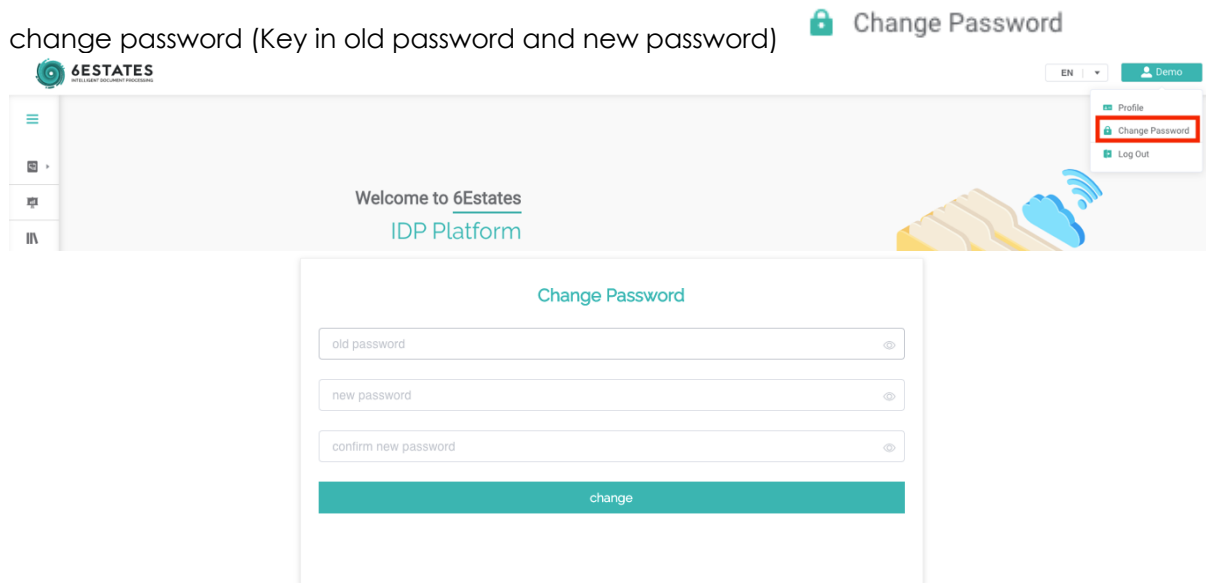 change password (Key in old password and new password) Change Password
6ESTATES
INTELLIGENT DOCUMENT PROCESSING
EN
Demo
Profile
Change Password
Log Out
Welcome to 6Estates
IDP Platform
Change Password
old password
new password
confirm new password
change